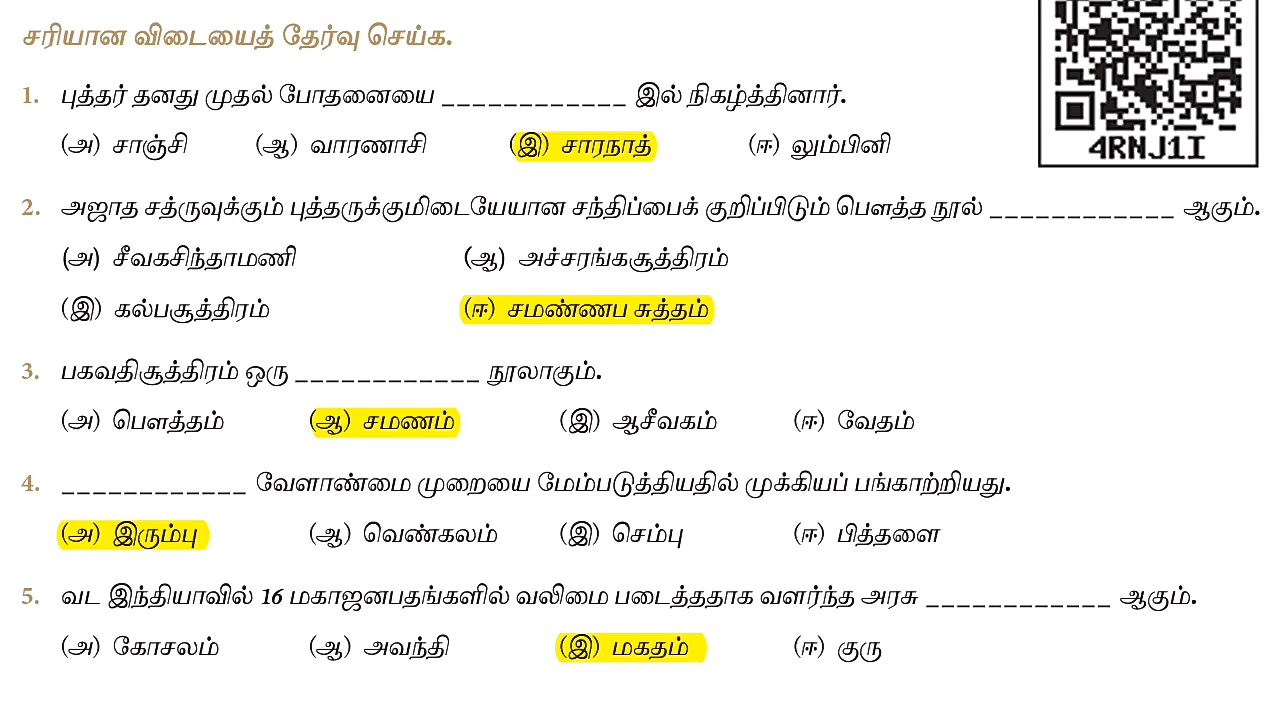 சரியான விடையைத் தேர்வு செய்க.
4RNJ1I
1. புத்தர் தனது முதல் போதனையை ____________ இல் நிகழ்த்தினார்.
(அ) சாஞ்சி (ஆ) வாரணாசி (இ) சாரநாத் (ஈ) லும்பினி
2. அஜாத சத்ருவுக்கும் புத்தருக்குமிடையேயான சந்திப்பைக் குறிப்பிடும் பௌத்த நூல் ____________ ஆகும்.
(அ) சீவகசிந்தாமணி (ஆ) அச்சரங்கசூத்திரம்
(இ) கல்பசூத்திரம் (ஈ) சமண்ணப சுத்தம்
3. பகவதிசூத்திரம் ஒரு ____________ நூலாகும்.
(அ) பௌத்தம் (ஆ) சமணம் (இ) ஆசீவகம் (ஈ) வேதம்
4. ____________ வேளாண்மை முறையை மேம்படுத்தியதில் முக்கியப் பங்காற்றியது.
(அ) இரும்பு (ஆ) வெண்கலம் (இ) செம்பு (ஈ) பித்தளை
5. வட இந்தியாவில் 16 மகாஜனபதங்களில் வலிமை படைத்ததாக வளர்ந்த அரசு ____________ ஆகும்.
(அ) கோசலம் (ஆ) அவந்தி (இ) மகதம் (ஈ) குரு